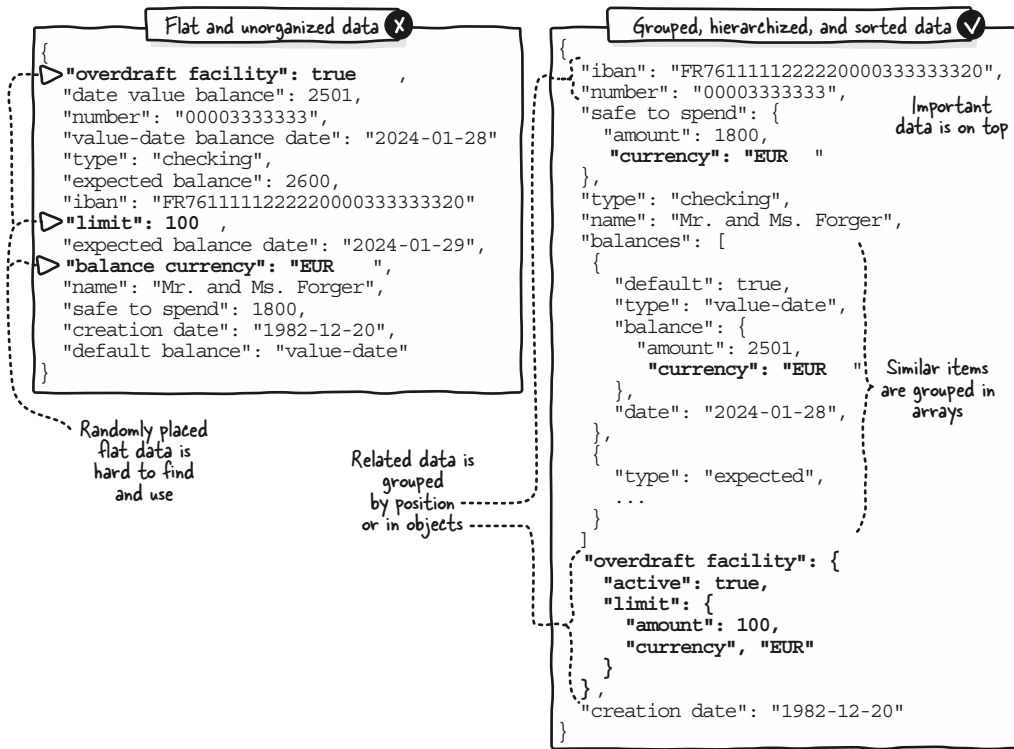 Flat and unorganized data
{
"overdraft facility": true ,
"date value balance": 2501,
"number": "00003333333",
"value-date balance date": "2024-01-28"
"type": "checking",
"expected balance": 2600,
"iban": "FR7611111222220000333333320"
"limit": 100 ,
"expected balance date": "2024-01-29",
"balance currency": "EUR ",
"name": "Mr. and Ms. Forger",
"safe to spend": 1800,
"creation date": "1982-12-20",
"default balance": "value-date"
}
Randomly placed
flat data is
hard to find
and use
Related data is
grouped
by position
or in objects
Grouped, hierarchized, and sorted data
{
"iban": "FR7611111222220000333333320",
"number": "00003333333",
"safe to spend": {
"amount": 1800,
"currency": "EUR "
},
"type": "checking",
"name": "Mr. and Ms. Forger",
"balances": [
{
"default": true,
"type": "value-date",
"balance": {
"amount": 2501,
"currency": "EUR "
},
"date": "2024-01-28",
},
{
"type": "expected",
...
}
]
"overdraft facility": {
"active": true,
"limit": {
"amount": 100,
"currency", "EUR"
}
},
"creation date": "1982-12-20"
}
Important
data is on top
Similar items
are grouped in
arrays